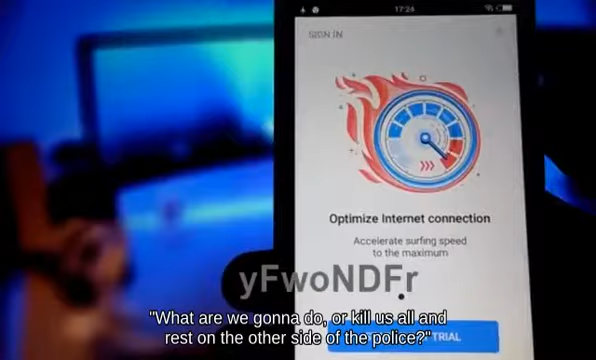 17:24
SIGN IN
Optimize Internet connection
Accelerate surfing speed
to the maximum
yFwoNDFr
"What are we gonna do, or kill us all and
rest on the other side of the police?"
TRIAL